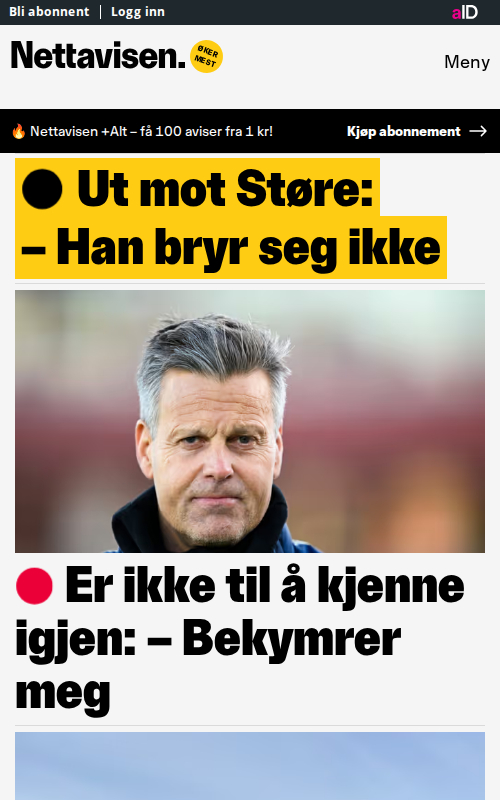 Bli abonnent Logg inn aID
Nettavisen. ØKER
MEST
Meny
🔥 Nettavisen +Alt – få 100 aviser fra 1 kr! Kjøp abonnement →
Ut mot Støre:
– Han bryr seg ikke
Er ikke til å kjenne
igjen: – Bekymrer
meg